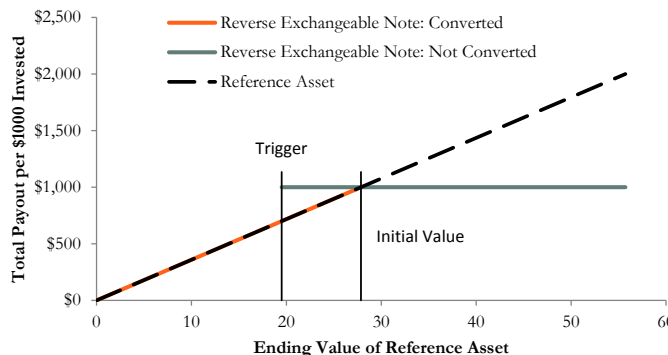 Reverse Exchangeable Note: Converted
Reverse Exchangeable Note: Not Converted
Reference Asset
Total Payout per $1000 Invested
$2,500
$2,000
$1,500
$1,000
$500
$0
Trigger
Initial Value
0 10 20 30 40 50 60
Ending Value of Reference Asset